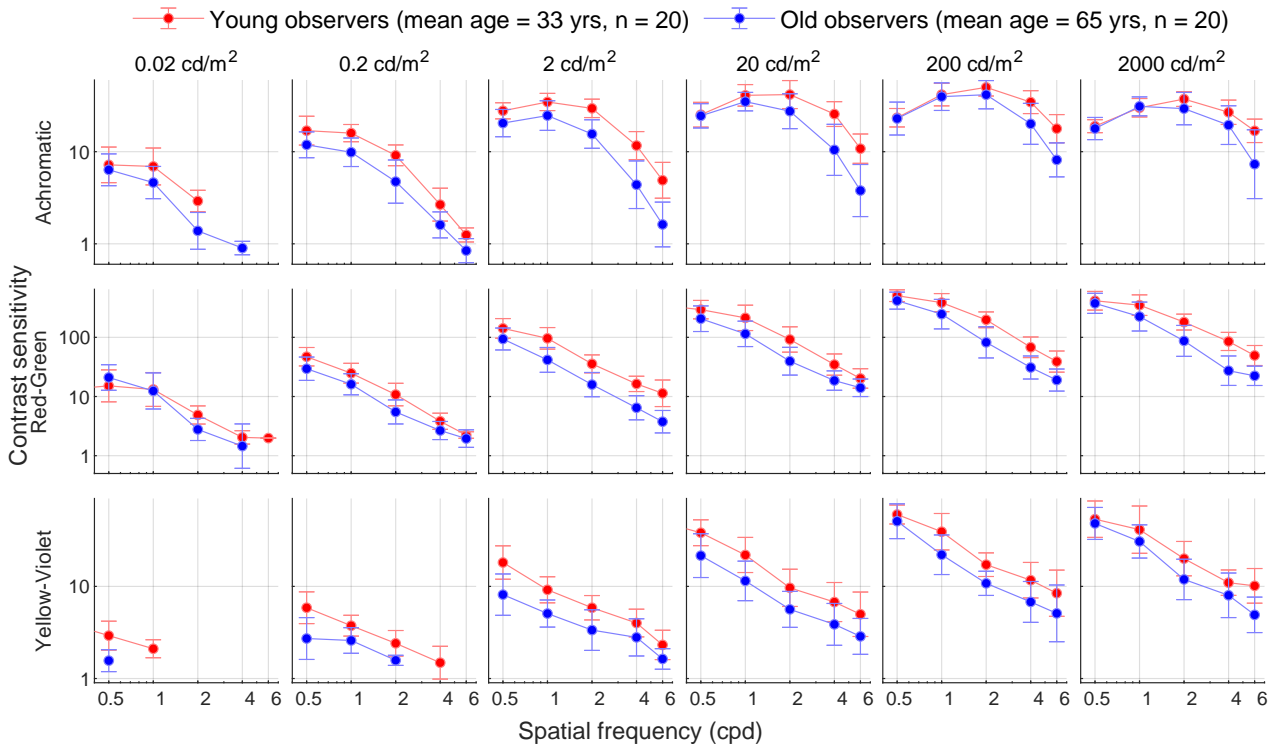 Young observers (mean age = 33 yrs, n = 20) Old observers (mean age = 65 yrs, n = 20)
0.02 cd/m² 0.2 cd/m² 2 cd/m² 20 cd/m² 200 cd/m² 2000 cd/m²
Achromatic
10
1
Contrast sensitivity
Red-Green
100
10
1
Yellow-Violet
10
1
0.5 1 2 4 6 0.5 1 2 4 6 0.5 1 2 4 6 0.5 1 2 4 6 0.5 1 2 4 6 0.5 1 2 4 6
Spatial frequency (cpd)